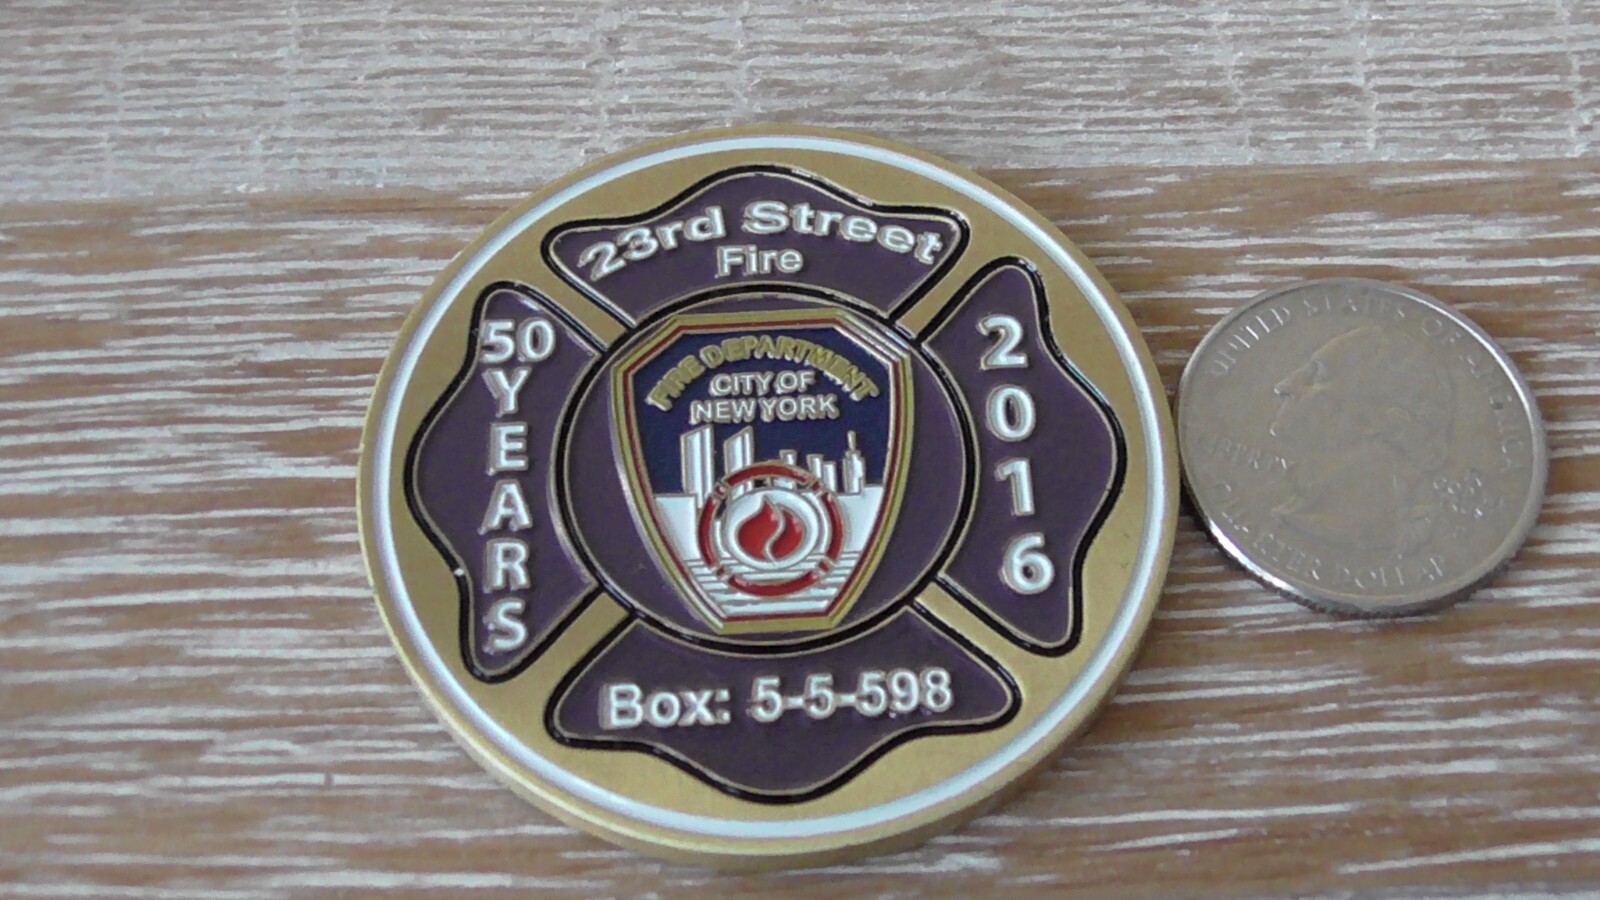 23rd Street
Fire
50
YEARS
2016
FIRE DEPARTMENT
CITY OF
NEW YORK
Box: 5-5-598
UNITED STATES OF AMERICA
LIBERTY
QUARTER DOLLAR